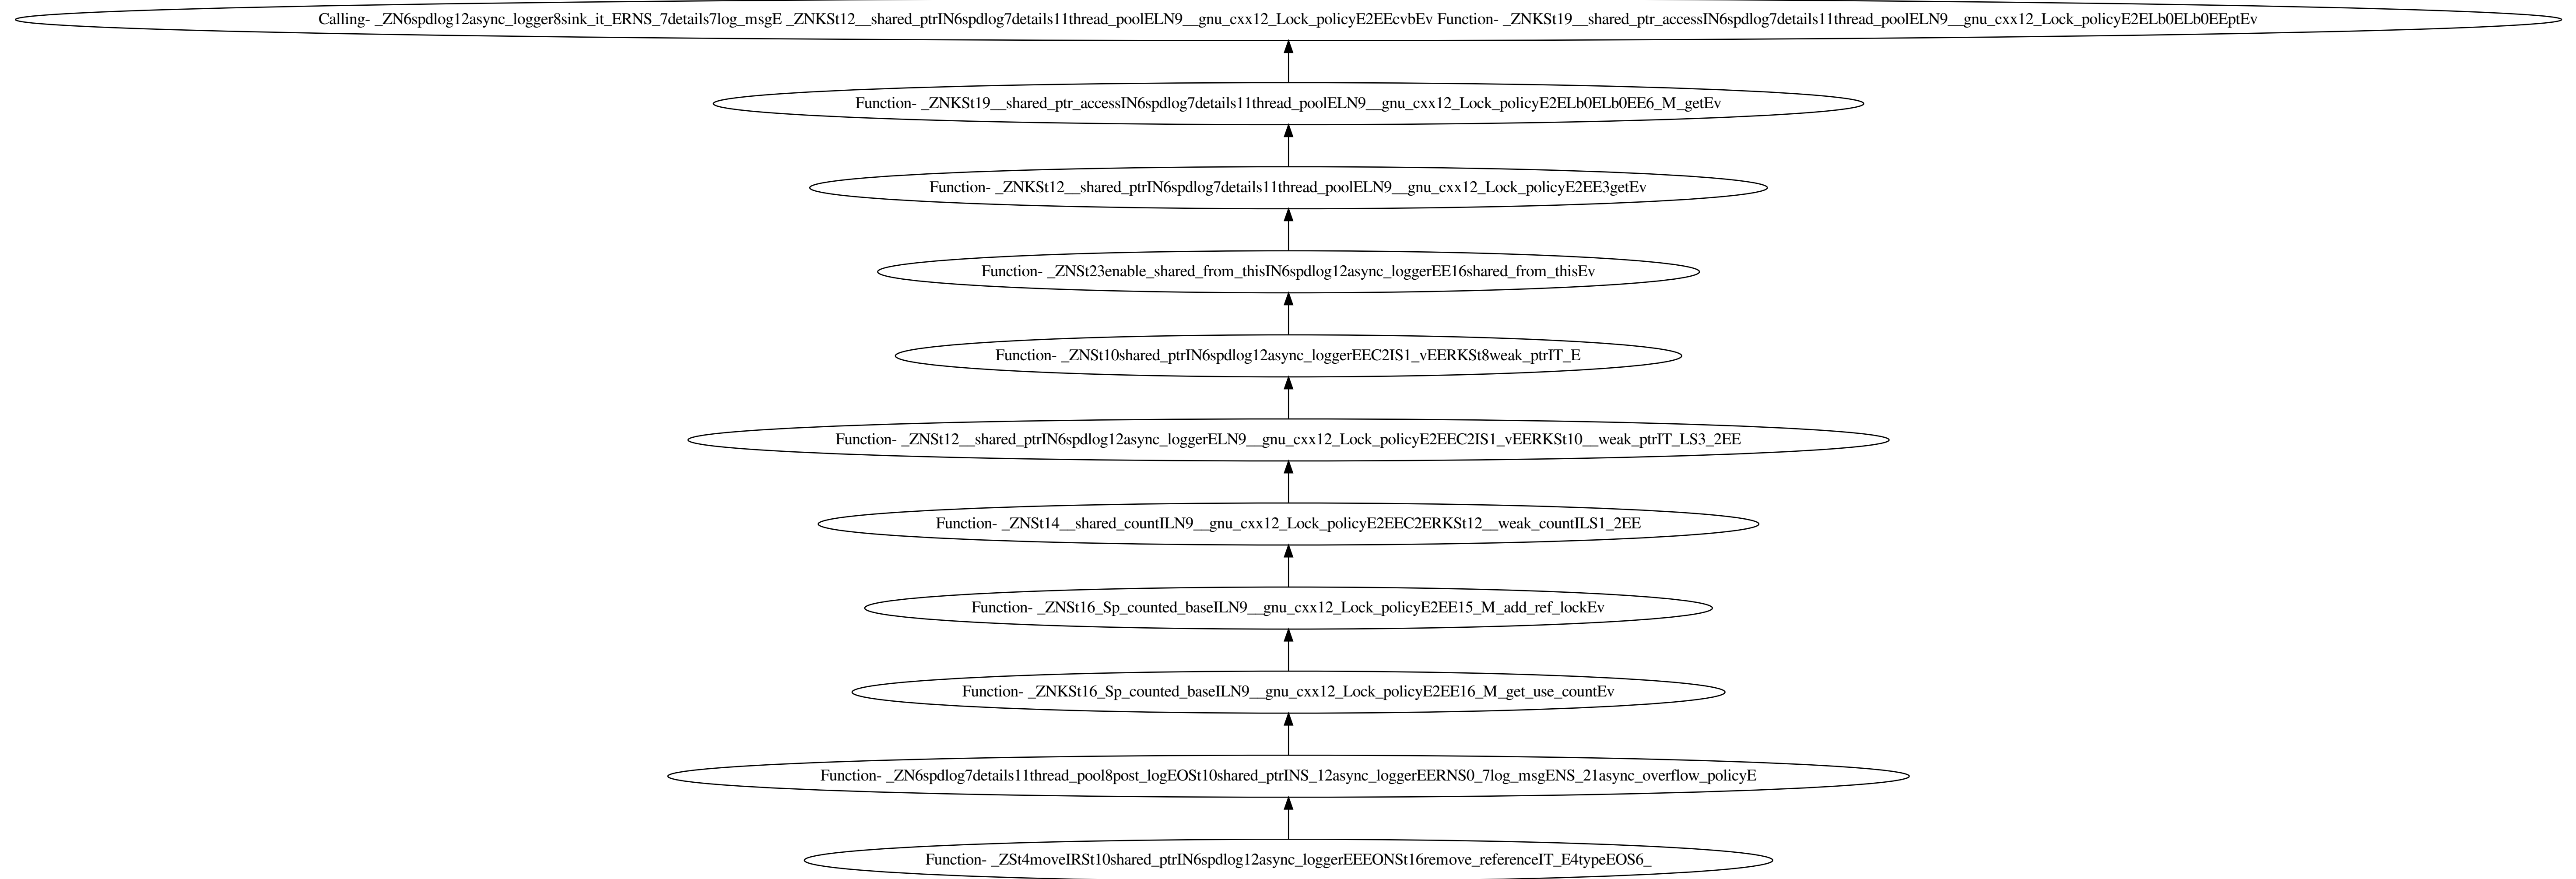 Calling- _ZN6spdlog12async_logger8sink_it_ERNS_7details7log_msgE _ZNKSt12__shared_ptrIN6spdlog7details11thread_poolELN9__gnu_cxx12_Lock_policyE2EEcvbEv Function- _ZNKSt19__shared_ptr_accessIN6spdlog7details11thread_poolELN9__gnu_cxx12_Lock_policyE2ELb0ELb0EEptEv
Function- _ZNKSt19__shared_ptr_accessIN6spdlog7details11thread_poolELN9__gnu_cxx12_Lock_policyE2ELb0ELb0EE6_M_getEv
Function- _ZNKSt12__shared_ptrIN6spdlog7details11thread_poolELN9__gnu_cxx12_Lock_policyE2EE3getEv
Function- _ZNSt23enable_shared_from_thisIN6spdlog12async_loggerEE16shared_from_thisEv
Function- _ZNSt10shared_ptrIN6spdlog12async_loggerEEC2IS1_vEERKSt8weak_ptrIT_E
Function- _ZNSt12__shared_ptrIN6spdlog12async_loggerELN9__gnu_cxx12_Lock_policyE2EEC2IS1_vEERKSt10__weak_ptrIT_LS3_2EE
Function- _ZNSt14__shared_countILN9__gnu_cxx12_Lock_policyE2EEC2ERKSt12__weak_countILS1_2EE
Function- _ZNSt16_Sp_counted_baseILN9__gnu_cxx12_Lock_policyE2EE15_M_add_ref_lockEv
Function- _ZNKSt16_Sp_counted_baseILN9__gnu_cxx12_Lock_policyE2EE16_M_get_use_countEv
Function- _ZN6spdlog7details11thread_pool8post_logEOSt10shared_ptrINS_12async_loggerEERNS0_7log_msgENS_21async_overflow_policyE
Function- _ZSt4moveIRSt10shared_ptrIN6spdlog12async_loggerEEEONSt16remove_referenceIT_E4typeEOS6_